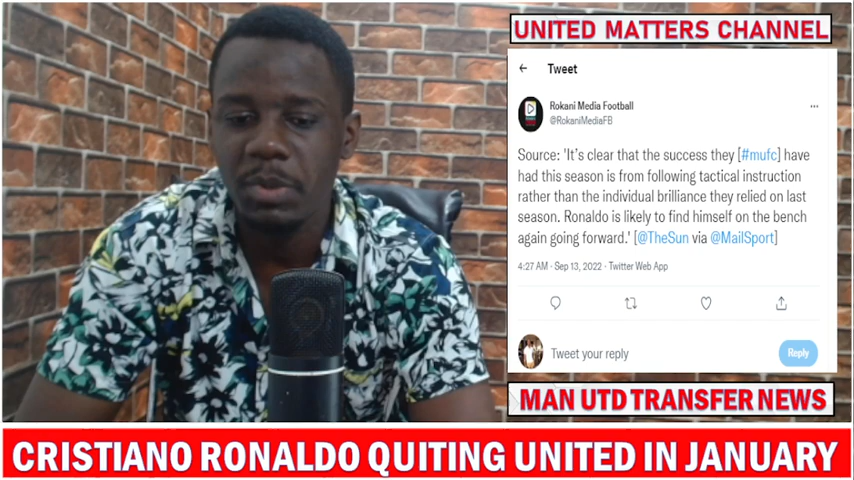 UNITED MATTERS CHANNEL
Tweet
Rokani Media Football
@RokaniMediaFB
Source: 'It's clear that the success they [#mufc] have
had this season is from following tactical instruction
rather than the individual brilliance they relied on last
season. Ronaldo is likely to find himself on the bench
again going forward.' [@TheSun via @MailSport]
4:27 AM · Sep 13, 2022 · Twitter Web App
Tweet your reply
Reply
MAN UTD TRANSFER NEWS
CRISTIANO RONALDO QUITING UNITED IN JANUARY